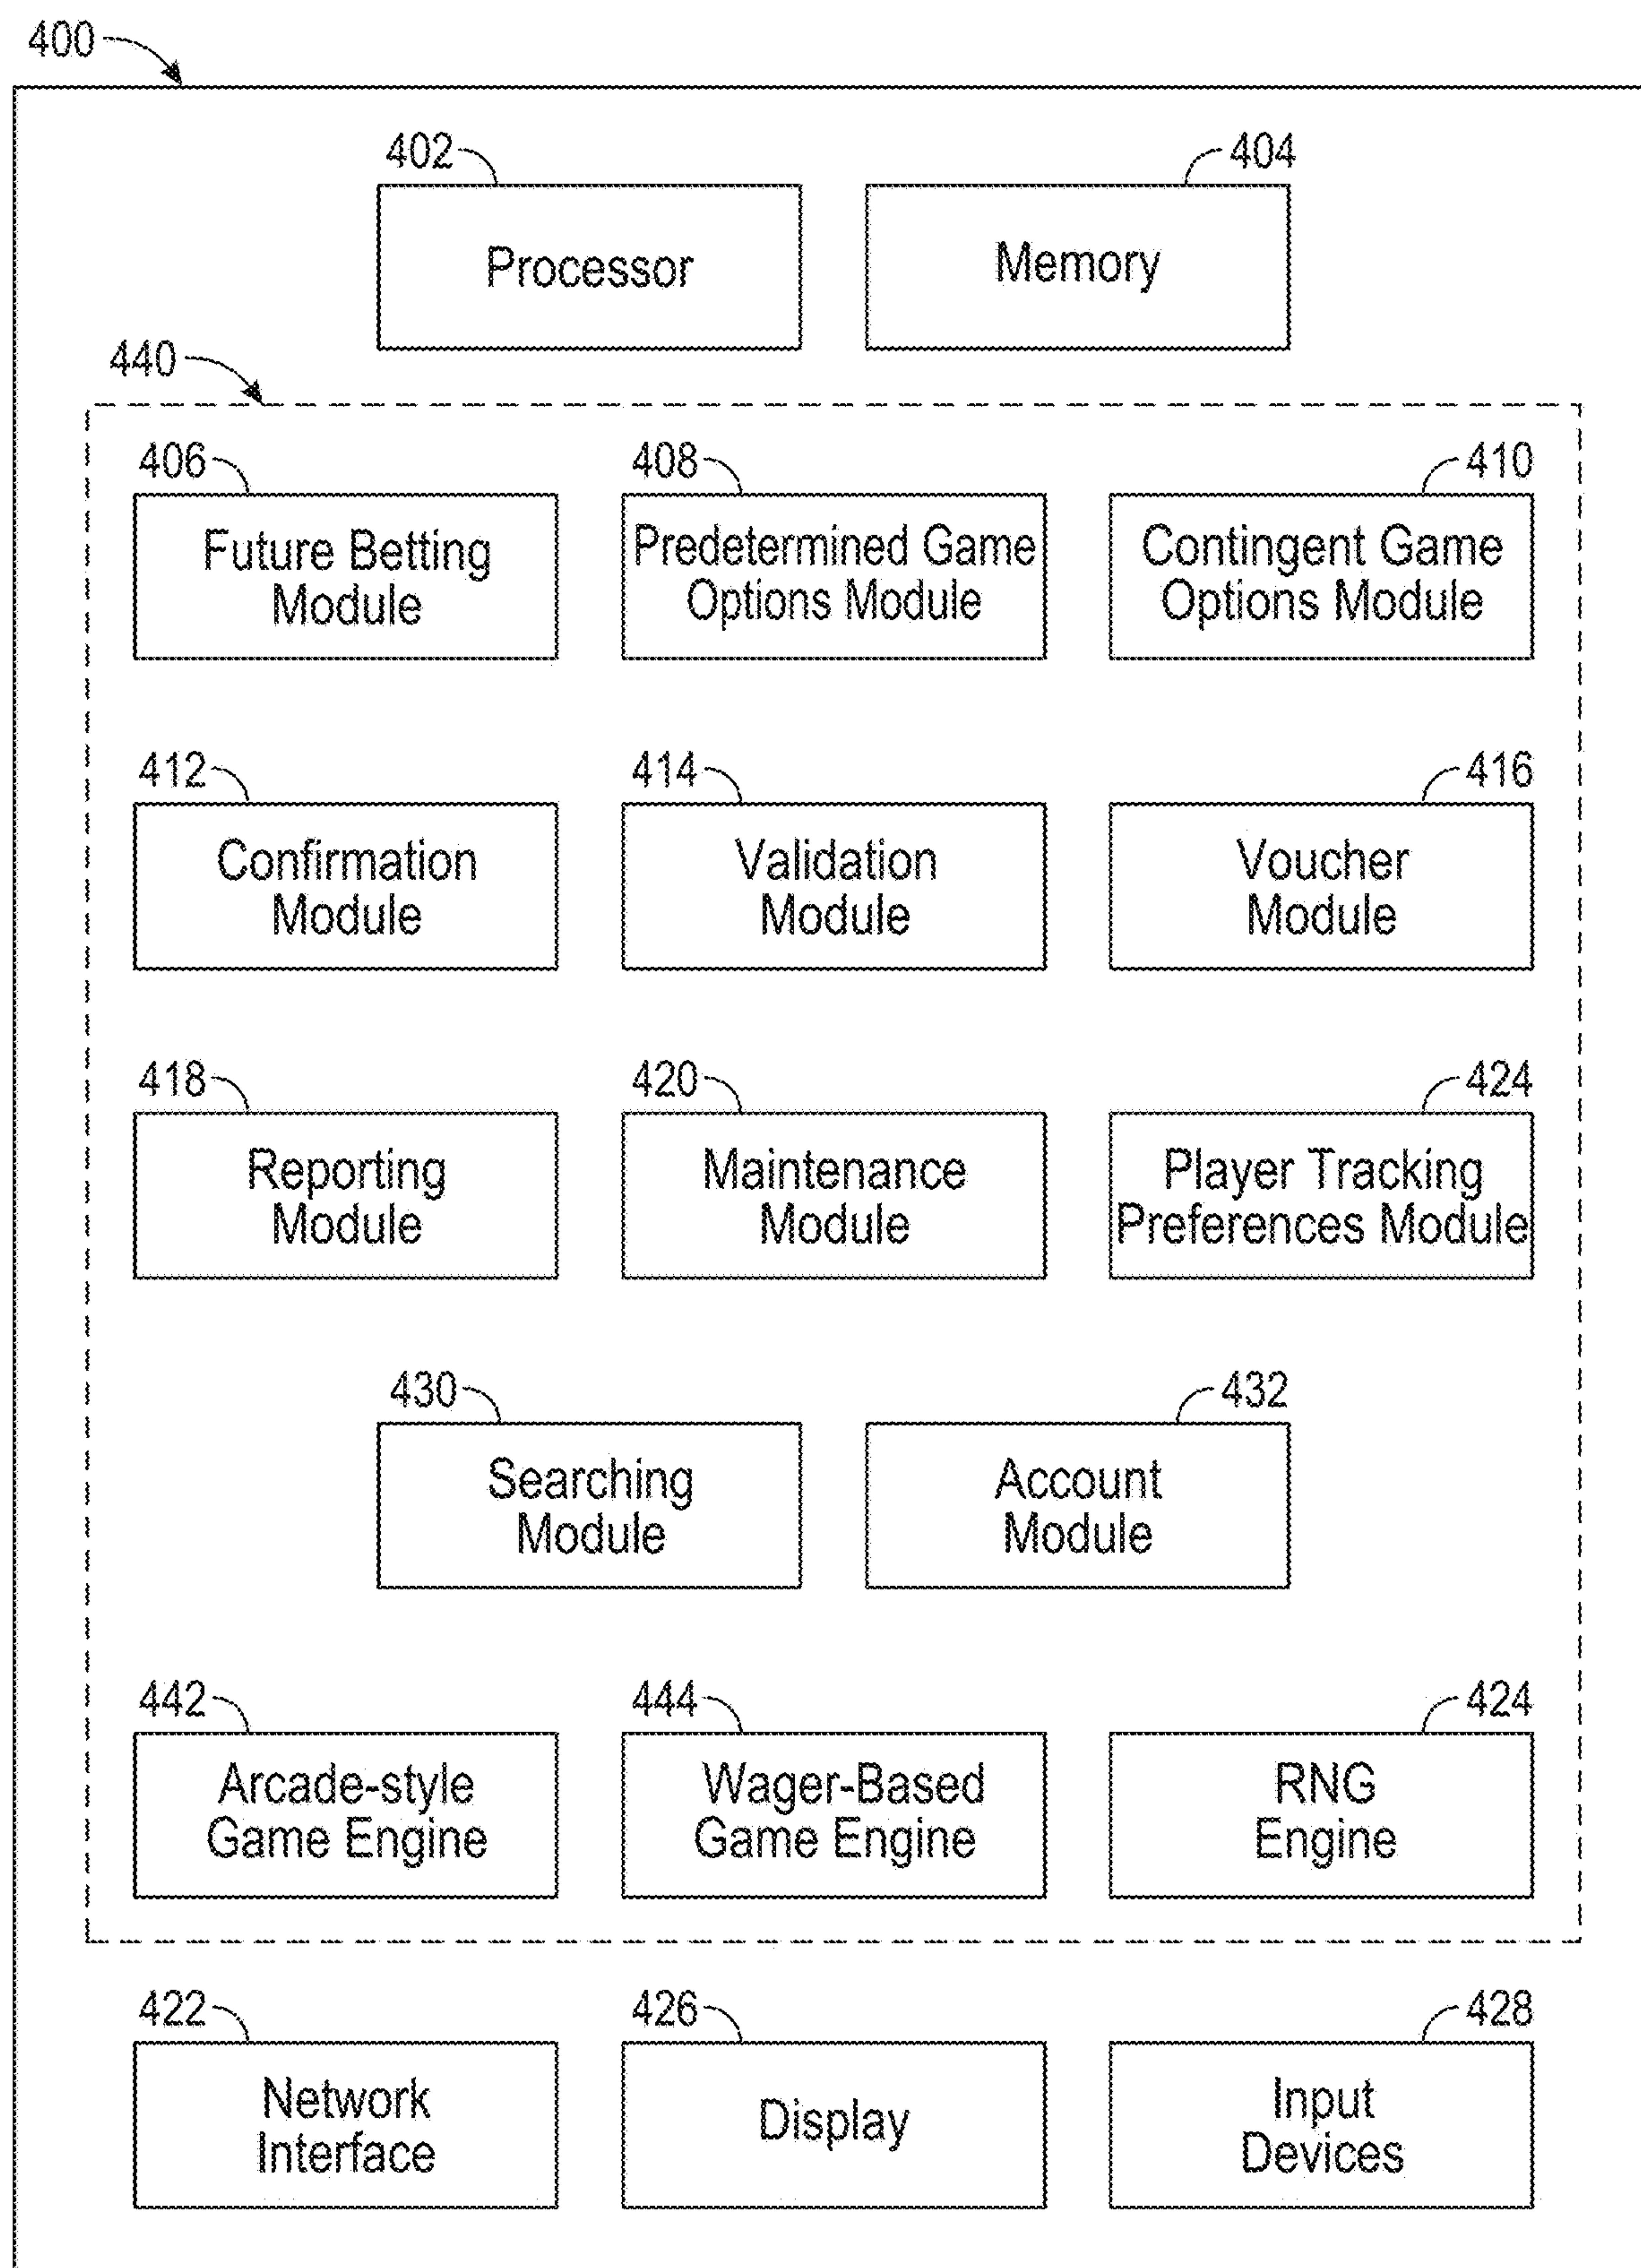 400
402
404
Processor
Memory
440
406
408
410
Future Betting
Module
Predetermined Game
Options Module
Contingent Game
Options Module
412
414
416
Confirmation
Module
Validation
Module
Voucher
Module
418
420
424
Reporting
Module
Maintenance
Module
Player Tracking
Preferences Module
430
432
Searching
Module
Account
Module
442
444
424
Arcade-style
Game Engine
Wager-Based
Game Engine
RNG
Engine
422
426
428
Network
Interface
Display
Input
Devices